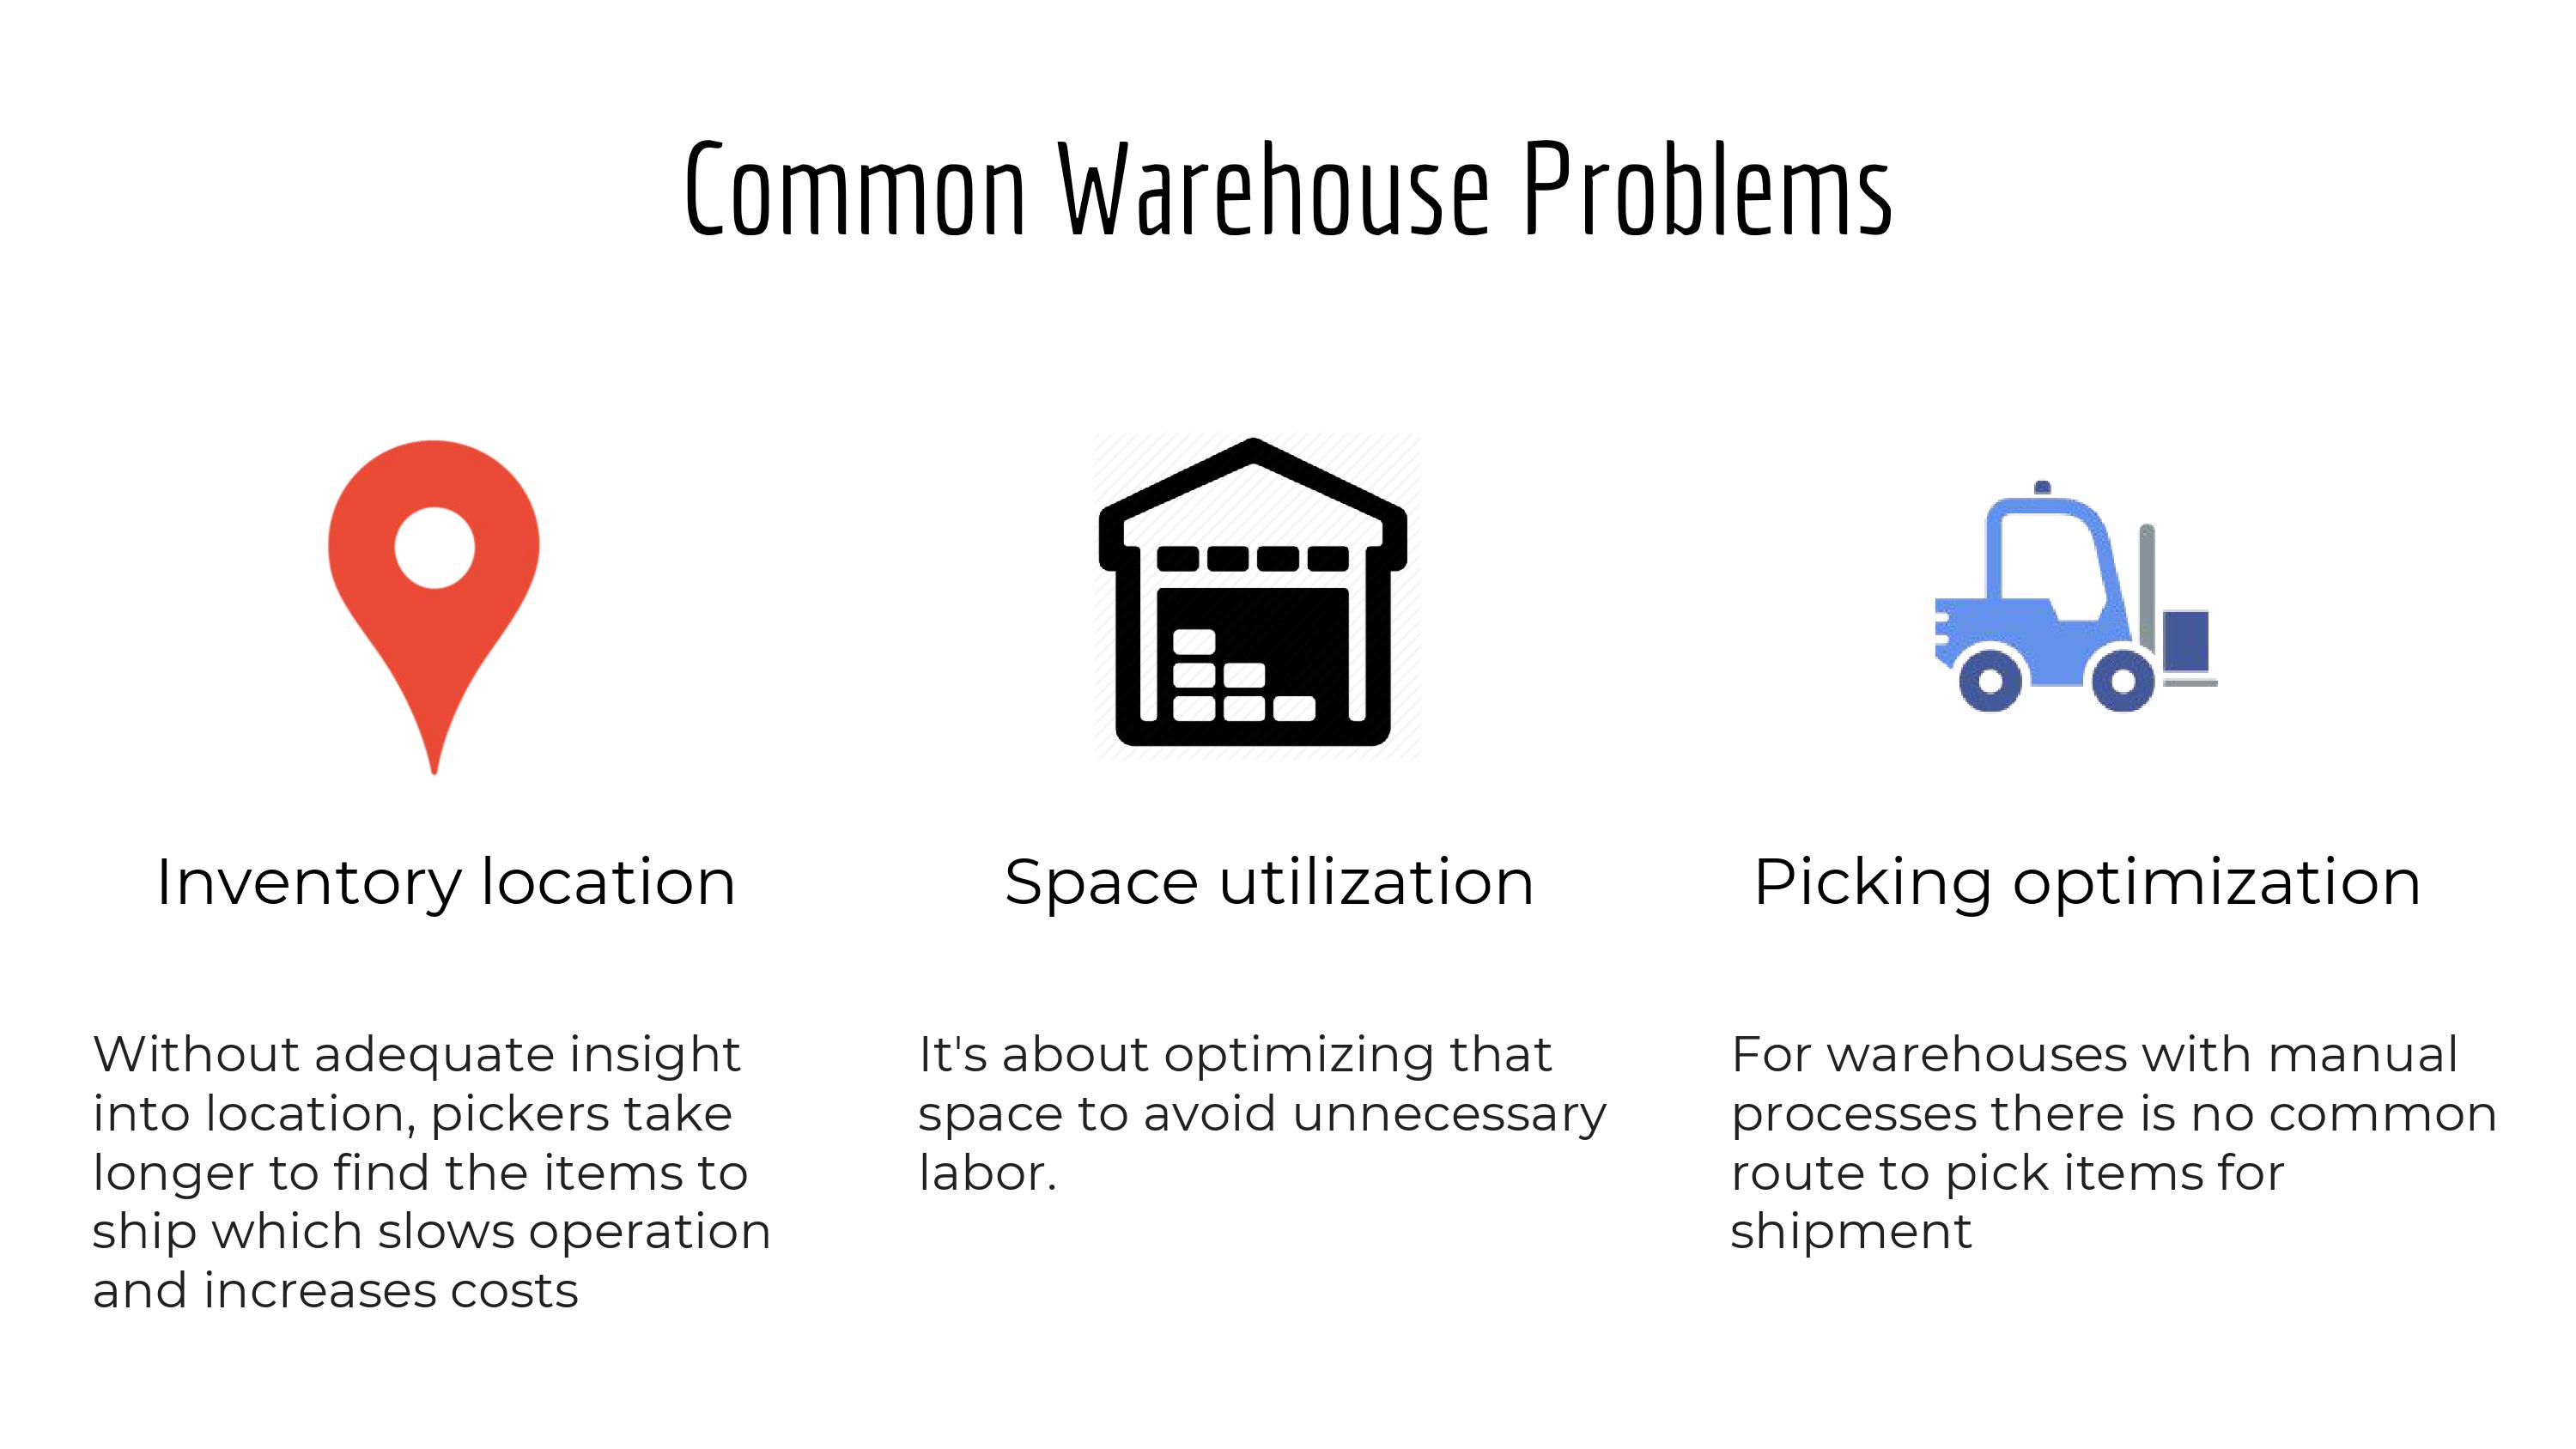 Common Warehouse Problems
Inventory location
Without adequate insight
into location, pickers take
longer to find the items to
ship which slows operation
and increases costs
Space utilization
It's about optimizing that
space to avoid unnecessary
labor.
Picking optimization
For warehouses with manual
processes there is no common
route to pick items for
shipment